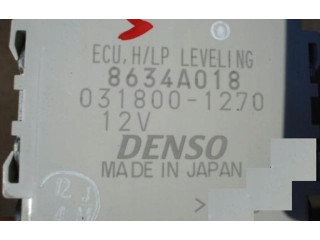 ECU, H/LP LEVELING
8634A018
031800-1270
12V
DENSO
MADE IN JAPAN
>